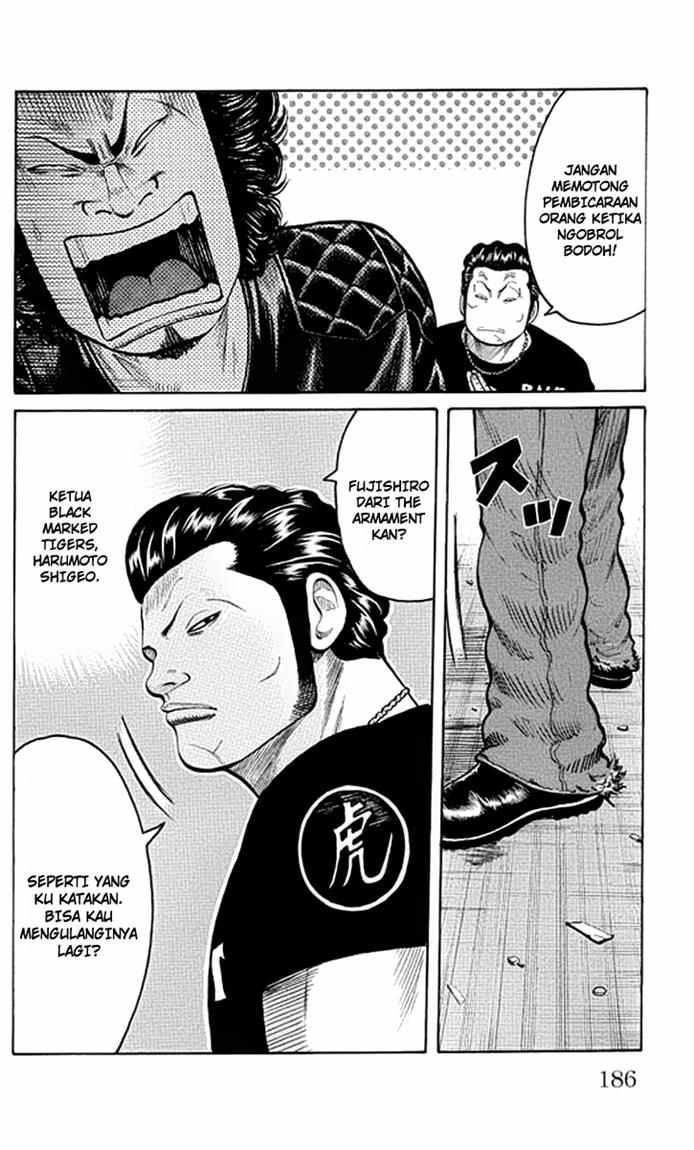 JANGAN
MEMOTONG
PEMBICARAAN
ORANG KETIKA
NGOBROL
BODOH!
スッ
FUJISHIRO
DARI THE
ARMAMENT
KAN?
KETUA
BLACK
MARKED
TIGERS,
HARUMOTO
SHIGEO.
虎
SEPERTI YANG
KU KATAKAN.
BISA KAU
MENGULANGINYA
LAGI?
186